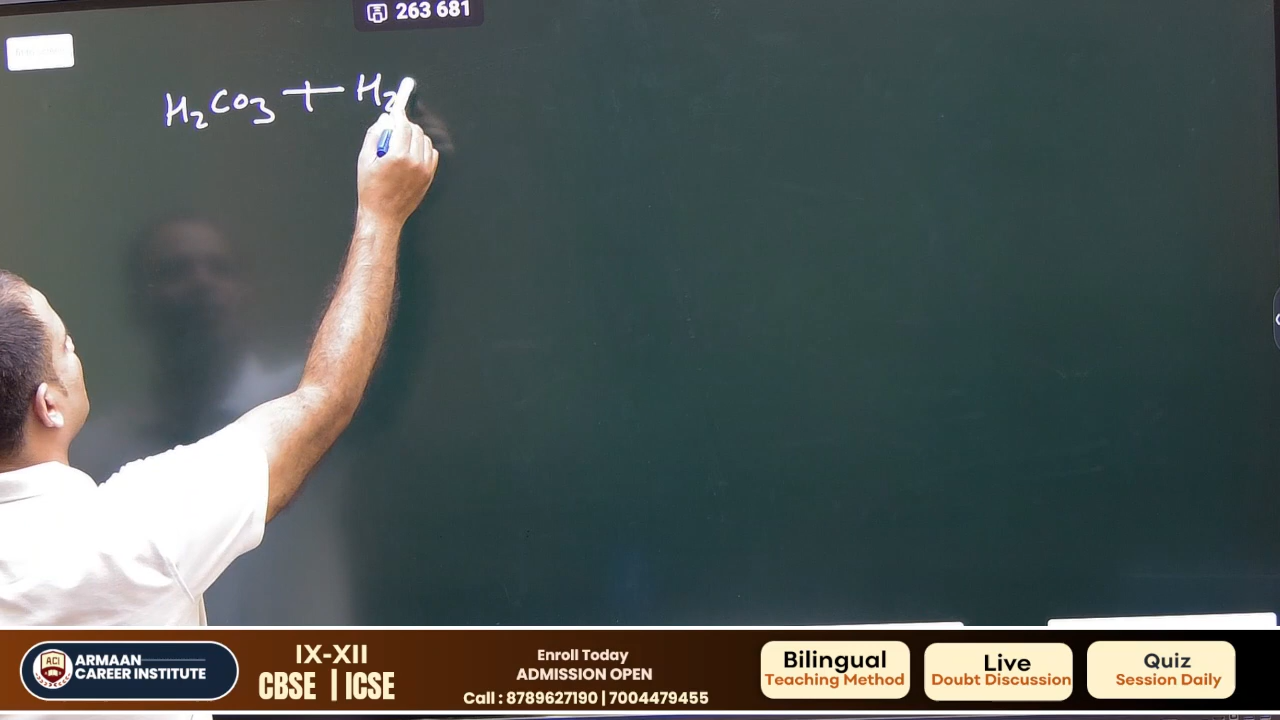 263 681
H₂CO₃ + H₂
ACI
ARMAAN
CAREER INSTITUTE
IX-XII
CBSE | ICSE
Enroll Today
ADMISSION OPEN
Call : 8789627190 | 7004479455
Bilingual
Teaching Method
Live
Doubt Discussion
Quiz
Session Daily